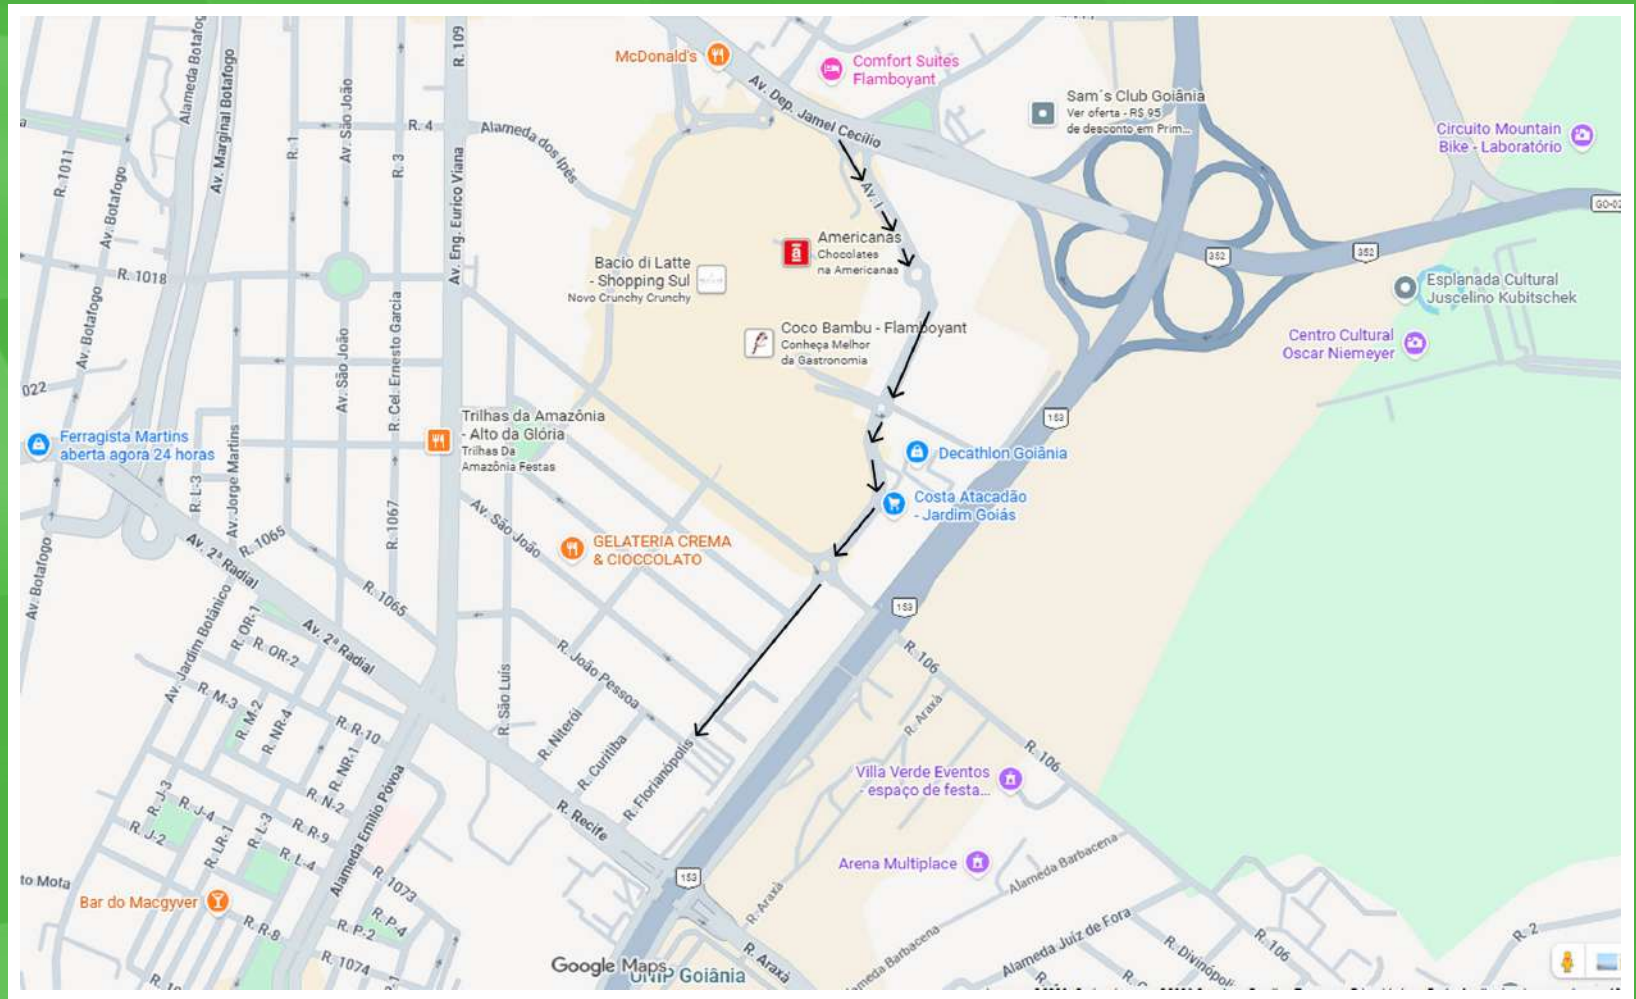 Alameda Botafogo
Av. Marginal Botafogo
Av. São João
R. 109
McDonald's
Comfort Suites
Flamboyant
Av. Dep. Jamel Cecílio
Sam´s Club Goiânia
Ver oferta - R$ 95
de desconto em Prim...
Circuito Mountain
Bike - Laboratório
R. 1011
R. 1
R. 4
R. 3
Alameda dos Ipês
Av. Botafogo
Av. Eng. Eurico Viana
Av. I
GO-02
Americanas
Chocolates
na Americanas
352
352
R. 1018
Bacio di Latte
- Shopping Sul
Novo Crunchy Crunchy
Esplanada Cultural
Juscelino Kubitschek
Av. Botafogo
Av. São João
R. Cel. Ernesto Garcia
Coco Bambu - Flamboyant
Conheça Melhor
da Gastronomia
Centro Cultural
Oscar Niemeyer
022
153
Ferragista Martins
aberta agora 24 horas
Trilhas da Amazônia
- Alto da Glória
Trilhas Da
Amazônia Festas
Decathlon Goiânia
R. L-3
Av. Jorge Martins
R. 1067
Av. São João
Costa Atacadão
- Jardim Goiás
GELATERIA CREMA
& CIOCCOLATO
Av. Botafogo
Av. 2ª Radial
R. 1065
R. 1065
153
Av. Jardim Botânico
R. OR-1
R. OR-2
Av. 2ª Radial
R. João Pessoa
R. 106
R. São Luís
R. M-3
R. M-2
R. NR-4
R. R-10
R. NR-1
R. Niterói
R. Curitiba
R. Florianópolis
R. Araxà
R. 106
R. J-3
R. J-4
R. J-2
R. N-2
R. R-9
R. LR-1
R. L-3
R. L-4
Alameda Emílio Póvoa
R. Recife
Villa Verde Eventos
- espaço de festa...
Arena Multiplace
Alameda Barbacena
153
to Mota
Bar do Macgyver
R. 1073
R. P-4
R. P-2
R. R-8
R. 1074
R. Araxà
R. Araxà
Alameda Juiz de Fora
R. Divinópoli
R. 106
R. 2
Google Maps
UNIP Goiânia